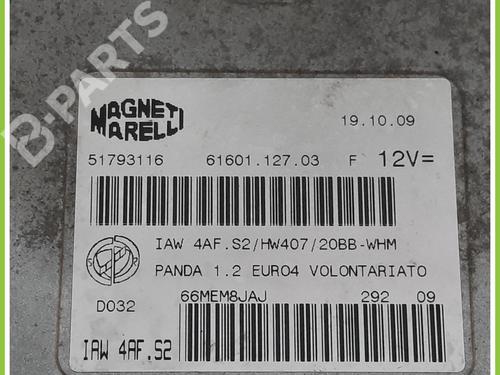 B-PARTS
MAGNETI
MARELLI
19.10.09
51793116 61601.127.03 F 12V=
IAW 4AF.S2/HW407/20BB-WHM
PANDA 1.2 EURO4 VOLONTARIATO
D032 66MEM8JAJ 292 09
IAW 4AF.S2